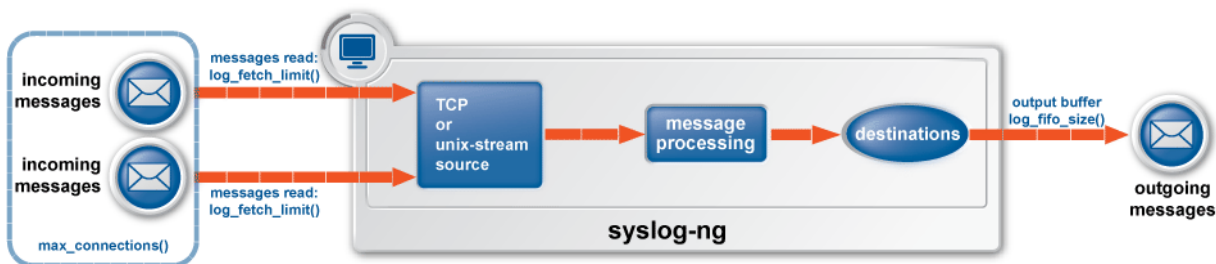 incoming
messages
incoming
messages
max_connections()
messages read:
log_fetch_limit()
messages read:
log_fetch_limit()
TCP
or
unix-stream
source
message
processing
destinations
syslog-ng
output buffer
log_fifo_size()
outgoing
messages